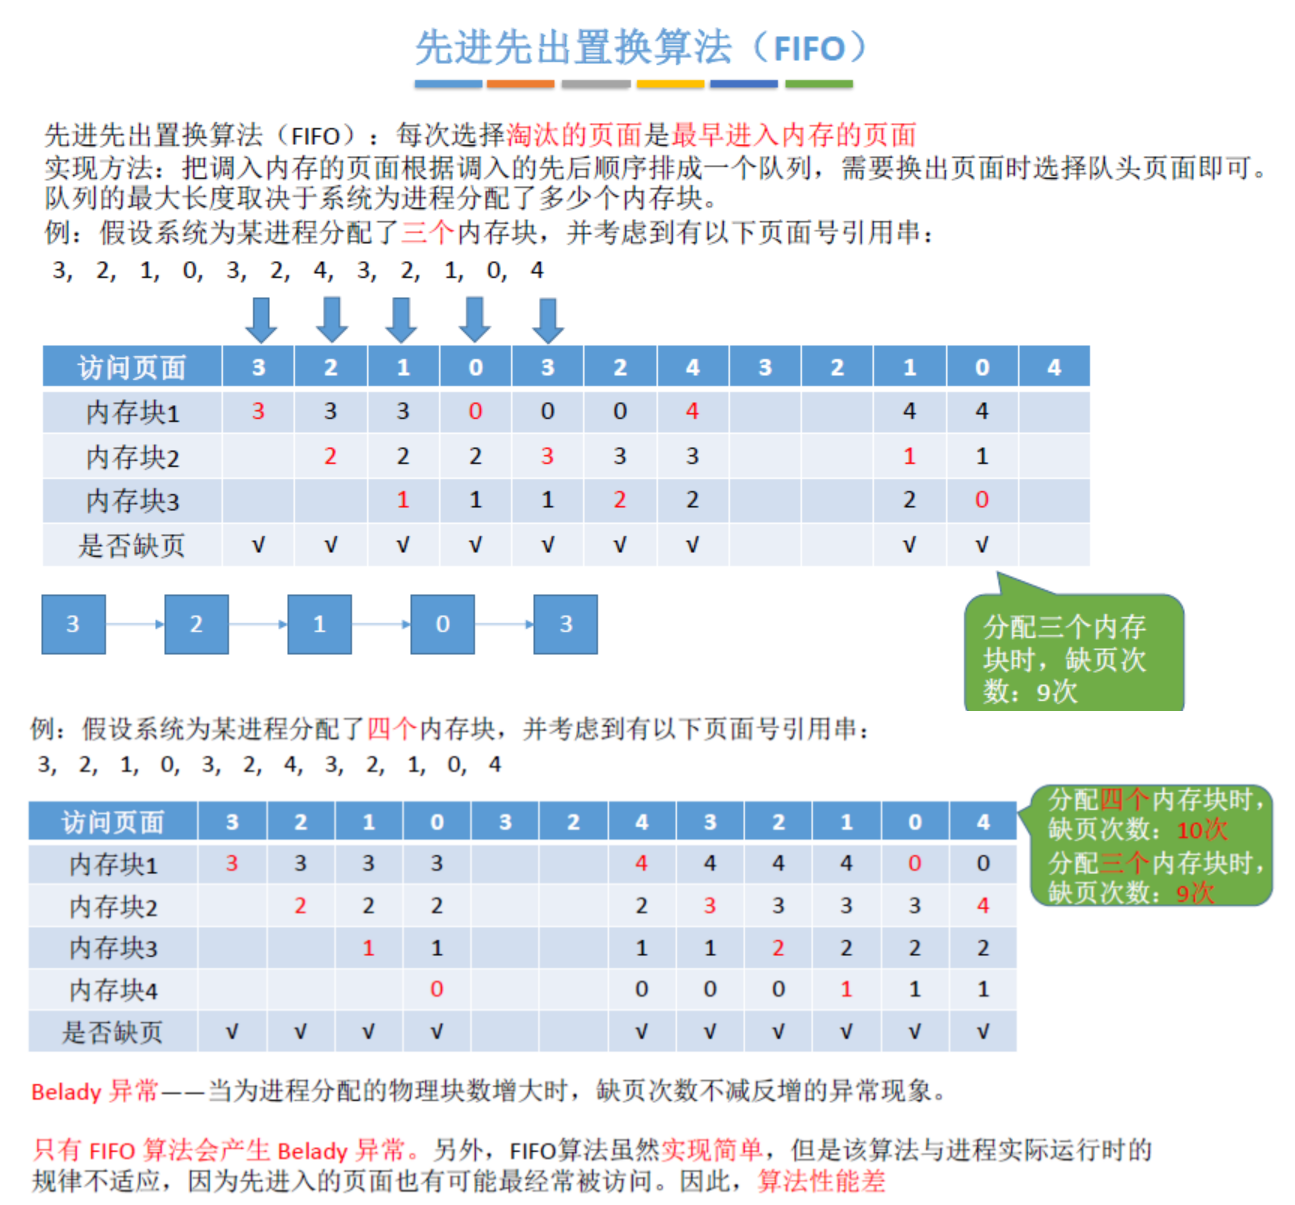 先进先出置换算法（FIFO）
先进先出置换算法（FIFO）：每次选择淘汰的页面是最早进入内存的页面
实现方法：把调入内存的页面根据调入的先后顺序排成一个队列，需要换出页面时选择队头页面即可。
队列的最大长度取决于系统为进程分配了多少个内存块。
例：假设系统为某进程分配了三个内存块，并考虑到有以下页面号引用串：
3, 2, 1, 0, 3, 2, 4, 3, 2, 1, 0, 4
访问页面 3 2 1 0 3 2 4 3 2 1 0 4
内存块1 3 3 3 0 0 0 4 4 4
内存块2 2 2 2 3 3 3 1 1
内存块3 1 1 1 2 2 2 0
是否缺页 √ √ √ √ √ √ √ √ √
3 2 1 0 3
分配三个内存
块时，缺页次
数：9次
例：假设系统为某进程分配了四个内存块，并考虑到有以下页面号引用串：
3, 2, 1, 0, 3, 2, 4, 3, 2, 1, 0, 4
访问页面 3 2 1 0 3 2 4 3 2 1 0 4
内存块1 3 3 3 3 4 4 4 4 0 0
内存块2 2 2 2 2 3 3 3 3 4
内存块3 1 1 1 1 2 2 2 2
内存块4 0 0 0 0 1 1 1
是否缺页 √ √ √ √ √ √ √ √ √ √
分配四个内存块时，
缺页次数：10次
分配三个内存块时，
缺页次数：9次
Belady 异常——当为进程分配的物理块数增大时，缺页次数不减反增的异常现象。
只有 FIFO 算法会产生 Belady 异常。另外，FIFO算法虽然实现简单，但是该算法与进程实际运行时的
规律不适应，因为先进入的页面也有可能最经常被访问。因此，算法性能差